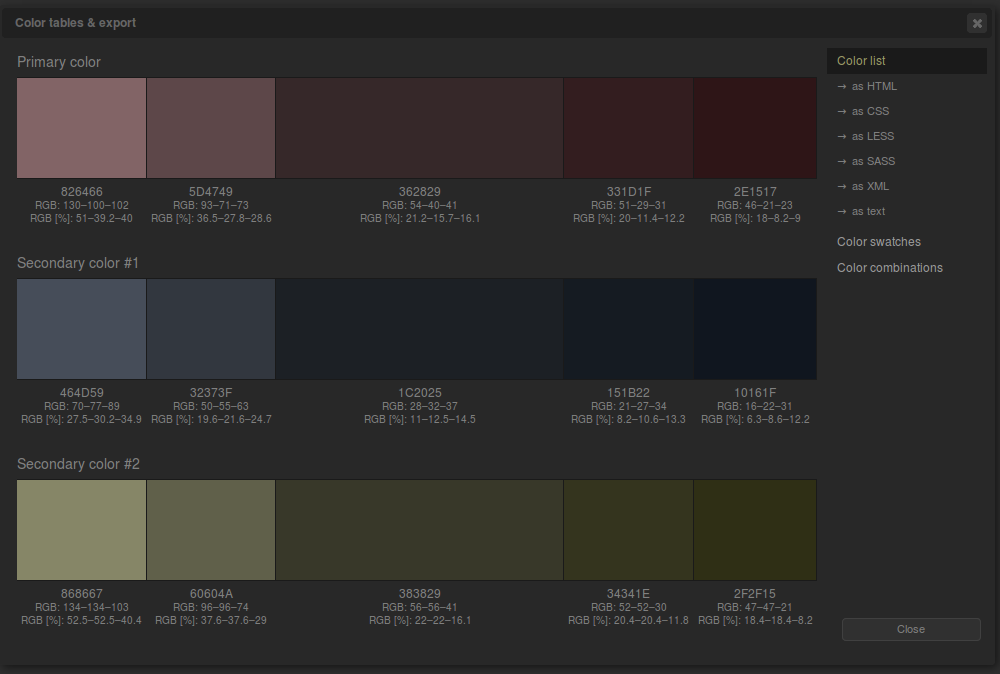 Color tables & export
Primary color
826466
RGB: 130–100–102
RGB [%]: 51–39.2–40
5D4749
RGB: 93–71–73
RGB [%]: 36.5–27.8–28.6
362829
RGB: 54–40–41
RGB [%]: 21.2–15.7–16.1
331D1F
RGB: 51–29–31
RGB [%]: 20–11.4–12.2
2E1517
RGB: 46–21–23
RGB [%]: 18–8.2–9
Secondary color #1
464D59
RGB: 70–77–89
RGB [%]: 27.5–30.2–34.9
32373F
RGB: 50–55–63
RGB [%]: 19.6–21.6–24.7
1C2025
RGB: 28–32–37
RGB [%]: 11–12.5–14.5
151B22
RGB: 21–27–34
RGB [%]: 8.2–10.6–13.3
10161F
RGB: 16–22–31
RGB [%]: 6.3–8.6–12.2
Secondary color #2
868667
RGB: 134–134–103
RGB [%]: 52.5–52.5–40.4
60604A
RGB: 96–96–74
RGB [%]: 37.6–37.6–29
383829
RGB: 56–56–41
RGB [%]: 22–22–16.1
34341E
RGB: 52–52–30
RGB [%]: 20.4–20.4–11.8
2F2F15
RGB: 47–47–21
RGB [%]: 18.4–18.4–8.2
Color list
→ as HTML
→ as CSS
→ as LESS
→ as SASS
→ as XML
→ as text
Color swatches
Color combinations
Close